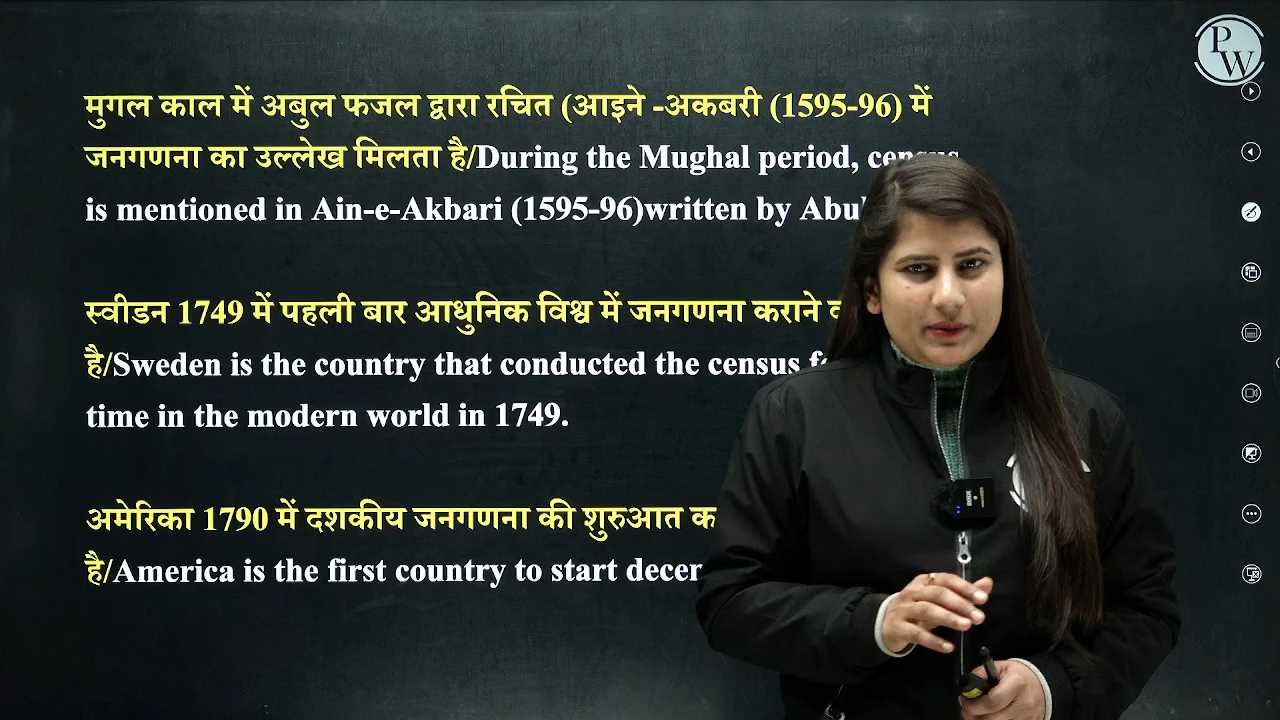 PW
मुगल काल में अबुल फजल द्वारा रचित (आइने -अकबरी (1595-96) में
जनगणना का उल्लेख मिलता है/During the Mughal period, census
is mentioned in Ain-e-Akbari (1595-96)written by Abul
स्वीडन 1749 में पहली बार आधुनिक विश्व में जनगणना कराने
है/Sweden is the country that conducted the census
time in the modern world in 1749.
अमेरिका 1790 में दशकीय जनगणना की शुरुआत
है/America is the first country to start